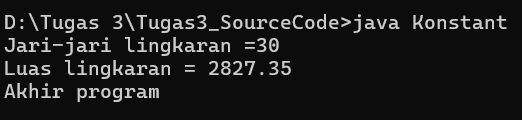 D:\Tugas 3\Tugas3_SourceCode>java Konstant
Jari-jari lingkaran =30
Luas lingkaran = 2827.35
Akhir program